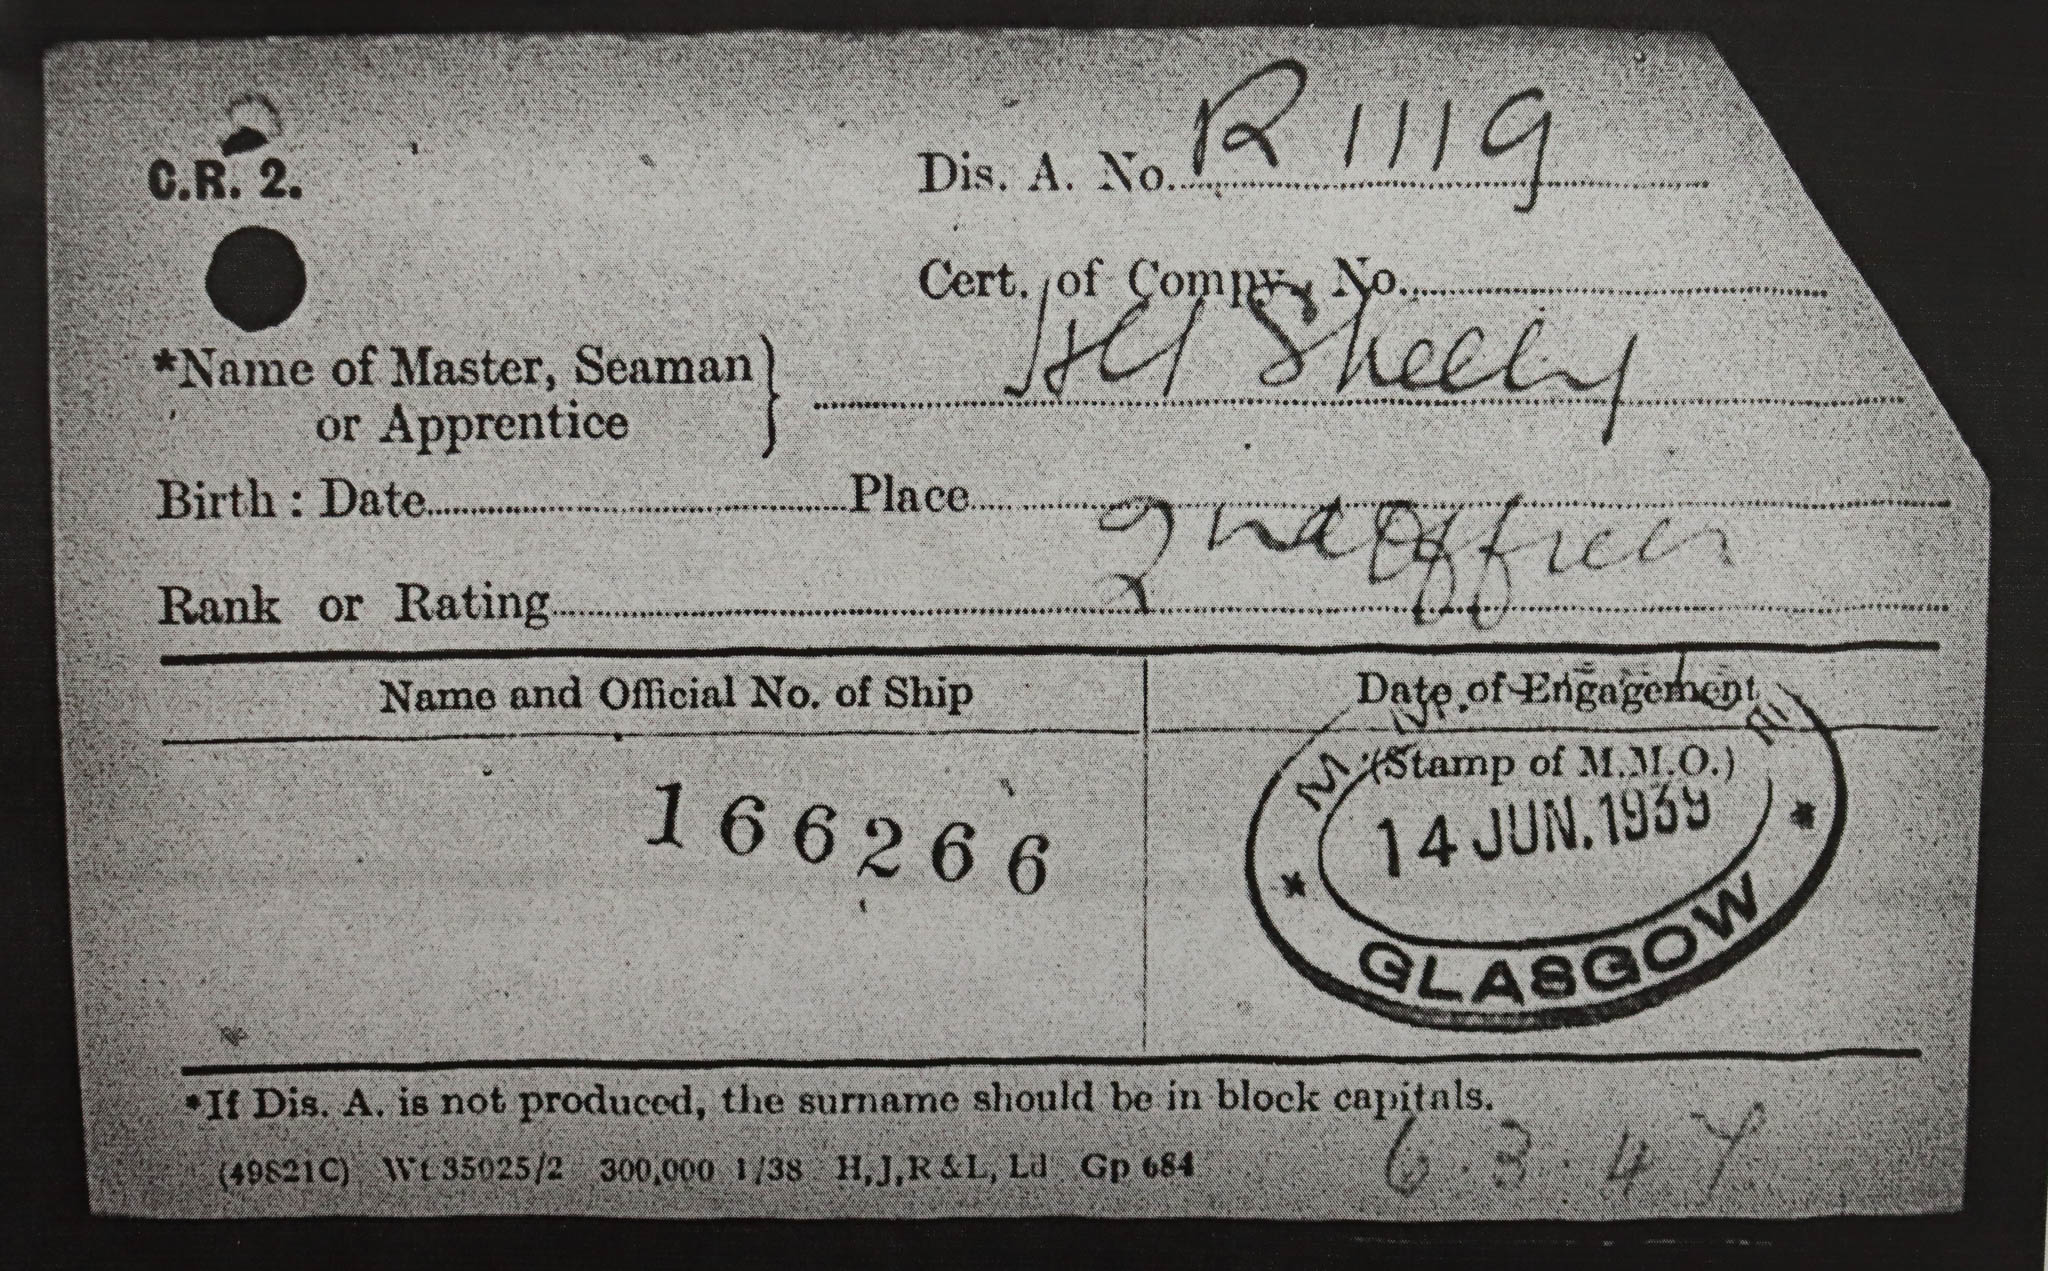 C.R. 2.
Dis. A. No. R 1119
Cert. of Compy. No.
*Name of Master, Seaman
or Apprentice
Shelly
Birth : Date Place
Rank or Rating 2nd Officer
Name and Official No. of Ship
Date of Engagement
(Stamp of M.M.O.)
166266
14 JUN. 1939
GLASGOW
*If Dis. A. is not produced, the surname should be in block capitals.
(49821C) Wt 35025/2 300,000 1/38 H, J, R & L, Ld Gp 684
6.3.47